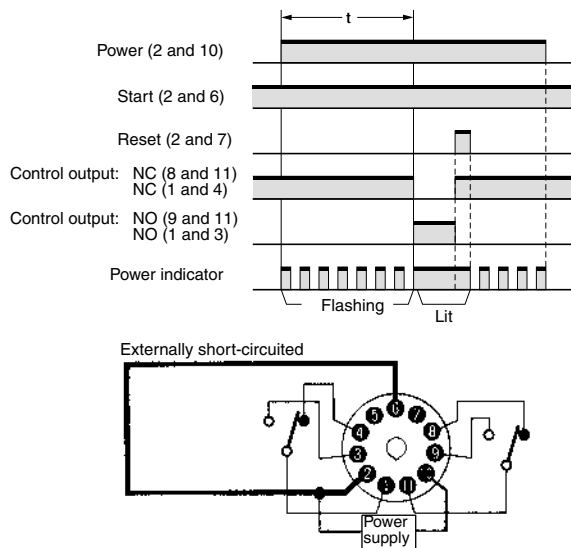 t
Power (2 and 10)
Start (2 and 6)
Reset (2 and 7)
Control output: NC (8 and 11)
NC (1 and 4)
Control output: NO (9 and 11)
NO (1 and 3)
Power indicator
Flashing
Lit
Externally short-circuited
6
5
7
4
8
3
9
2
10
1
11
Power
supply